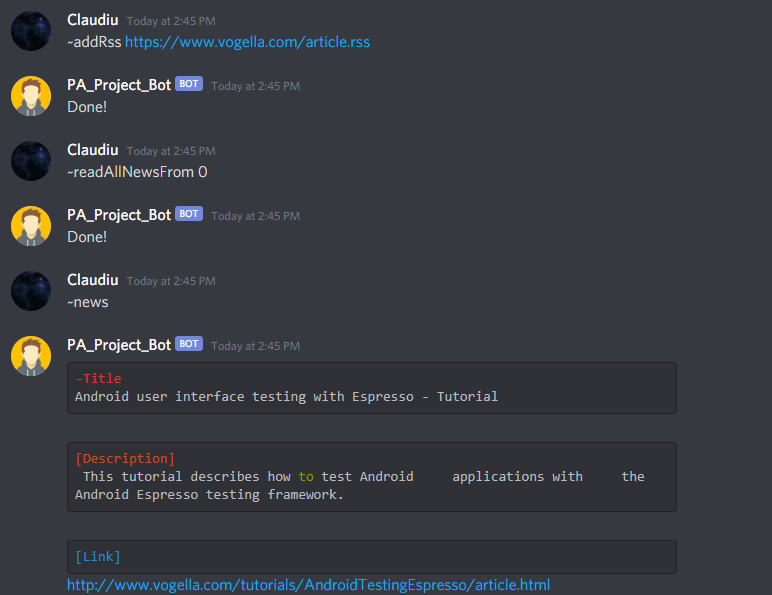 Claudiu Today at 2:45 PM
~addRss https://www.vogella.com/article.rss
PA_Project_Bot BOT Today at 2:45 PM
Done!
Claudiu Today at 2:45 PM
~readAllNewsFrom 0
PA_Project_Bot BOT Today at 2:45 PM
Done!
Claudiu Today at 2:45 PM
~news
PA_Project_Bot BOT Today at 2:45 PM
-Title
Android user interface testing with Espresso - Tutorial
[Description]
This tutorial describes how to test Android applications with the
Android Espresso testing framework.
[Link]
http://www.vogella.com/tutorials/AndroidTestingEspresso/article.html